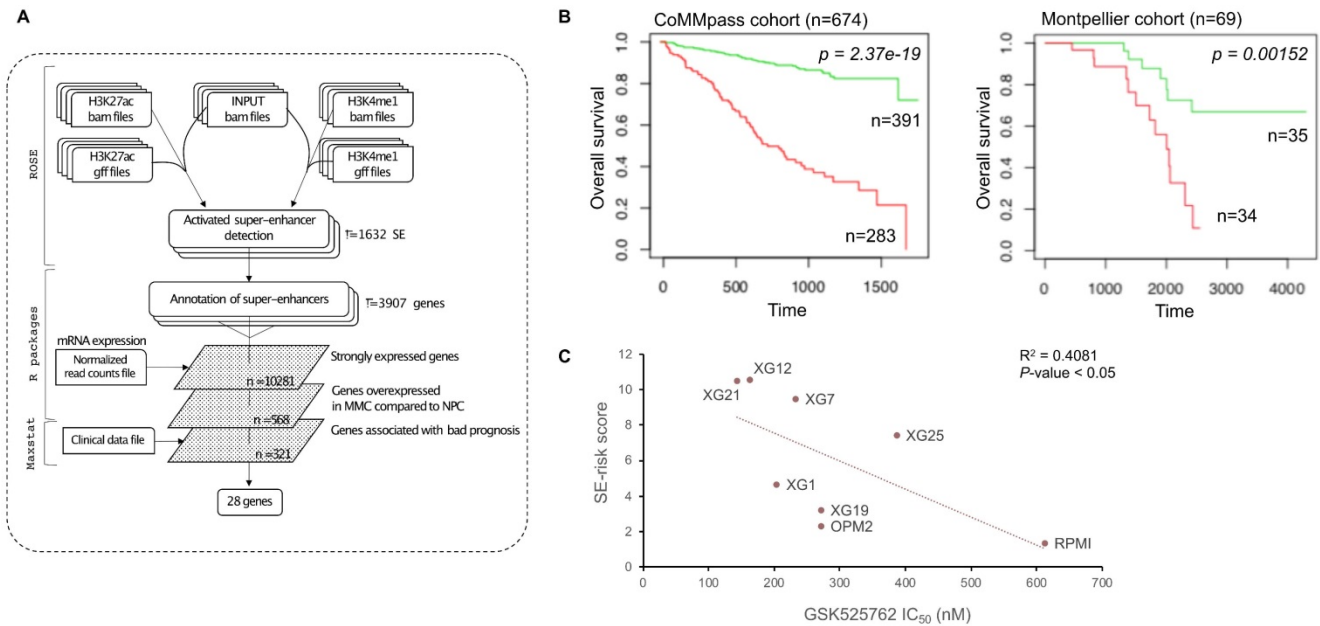 A
ROSE
H3K27ac
bam files
INPUT
bam files
H3K4me1
bam files
H3K27ac
gff files
H3K4me1
gff files
Activated super-enhancer
detection
=1632 SE
R packages
Annotation of super-enhancers
=3907 genes
mRNA expression
Normalized
read counts file
Strongly expressed genes
n =10281
Genes overexpressed
in MMC compared to NPC
n =568
Maxstat
Clinical data file
Genes associated with bad prognosis
n =321
28 genes
B
CoMMpass cohort (n=674)
Overall survival
1.0
0.8
0.6
0.4
0.2
0.0
p = 2.37e-19
n=391
n=283
0 500 1000 1500
Time
Montpellier cohort (n=69)
Overall survival
1.0
0.8
0.6
0.4
0.2
0.0
p = 0.00152
n=35
n=34
0 1000 2000 3000 4000
Time
C
SE-risk score
12
10
8
6
4
2
0
R2 = 0.4081
P-value < 0.05
XG12
XG21
XG7
XG25
XG1
XG19
OPM2
RPMI
0 100 200 300 400 500 600 700
GSK525762 IC50 (nM)